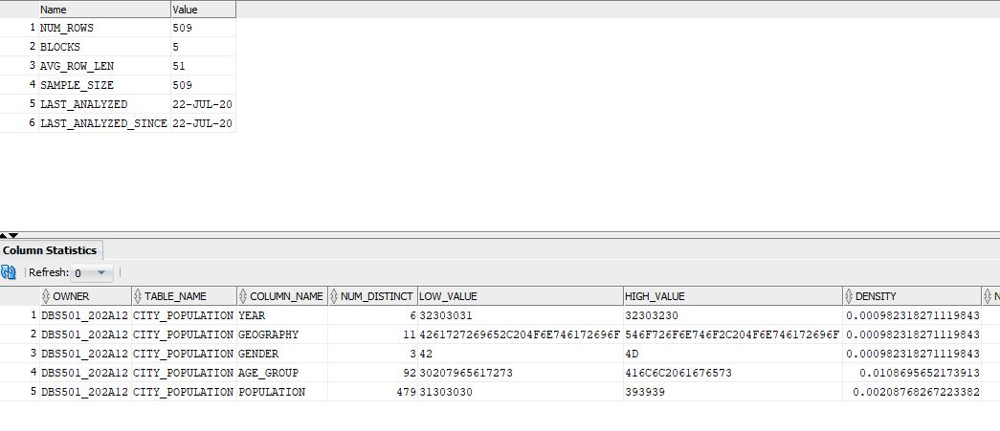 Name Value
1 NUM_ROWS 509
2 BLOCKS 5
3 AVG_ROW_LEN 51
4 SAMPLE_SIZE 509
5 LAST_ANALYZED 22-JUL-20
6 LAST_ANALYZED_SINCE 22-JUL-20
Column Statistics
Refresh: 0
OWNER TABLE_NAME COLUMN_NAME NUM_DISTINCT LOW_VALUE HIGH_VALUE DENSITY N
1 DBS501_202A12 CITY_POPULATION YEAR 6 32303031 32303230 0.000982318271119843
2 DBS501_202A12 CITY_POPULATION GEOGRAPHY 11 4261727269652C204F6E746172696F 546F726F6E746F2C204F6E746172696F 0.000982318271119843
3 DBS501_202A12 CITY_POPULATION GENDER 3 42 4D 0.000982318271119843
4 DBS501_202A12 CITY_POPULATION AGE_GROUP 92 30207965617273 416C6C2061676573 0.0108695652173913
5 DBS501_202A12 CITY_POPULATION POPULATION 479 31303030 393939 0.00208768267223382